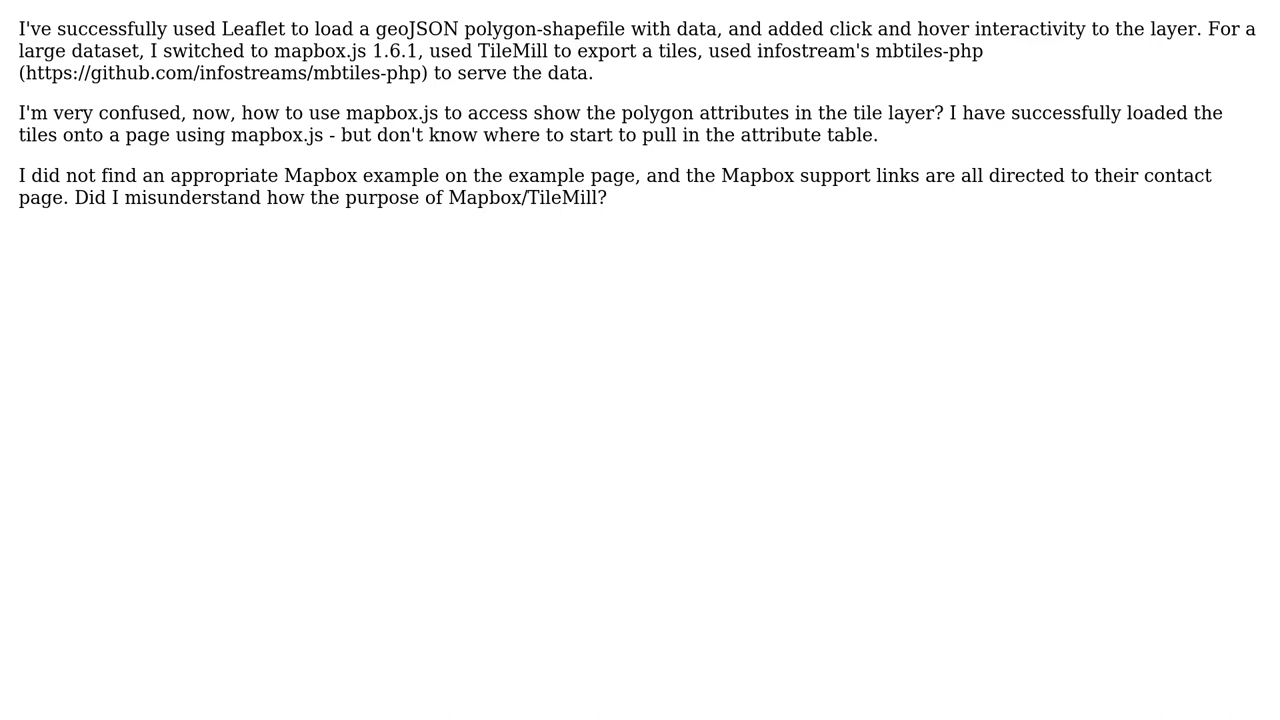 I've successfully used Leaflet to load a geoJSON polygon-shapefile with data, and added click and hover interactivity to the layer. For a
large dataset, I switched to mapbox.js 1.6.1, used TileMill to export a tiles, used infostream's mbtiles-php
(https://github.com/infostreams/mbtiles-php) to serve the data.
I'm very confused, now, how to use mapbox.js to access show the polygon attributes in the tile layer? I have successfully loaded the
tiles onto a page using mapbox.js - but don't know where to start to pull in the attribute table.
I did not find an appropriate Mapbox example on the example page, and the Mapbox support links are all directed to their contact
page. Did I misunderstand how the purpose of Mapbox/TileMill?